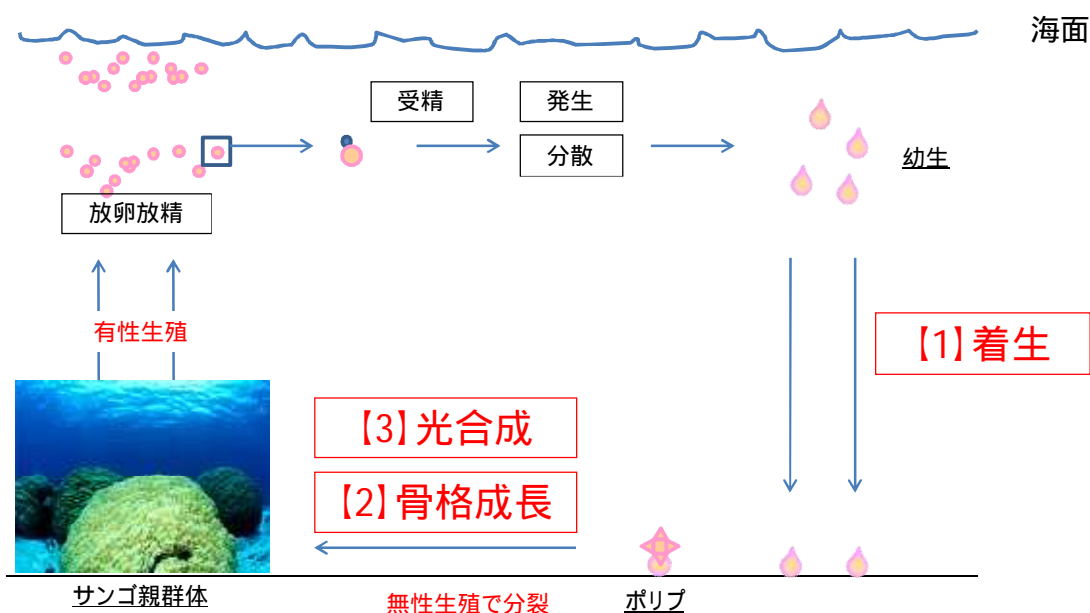 海面
受精
発生
分散
幼生
放卵放精
有性生殖
【1】着生
【3】光合成
【2】骨格成長
サンゴ親群体
無性生殖で分裂
ポリプ